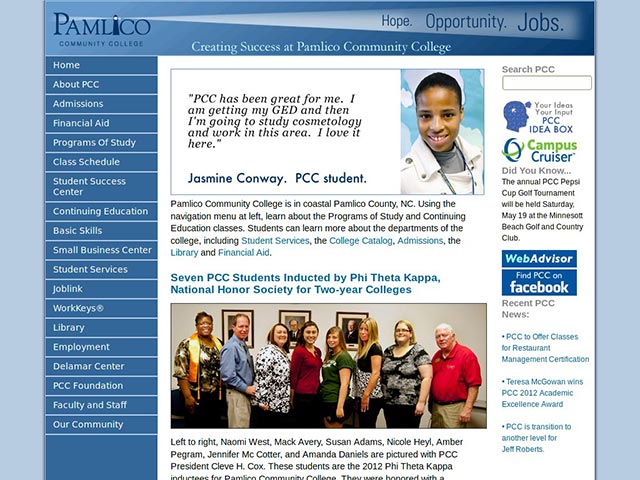 PAMLICO
COMMUNITY COLLEGE
Hope. Opportunity. Jobs.
Creating Success at Pamlico Community College
Home
About PCC
Admissions
Financial Aid
Programs Of Study
Class Schedule
Student Success
Center
Continuing Education
Basic Skills
Small Business Center
Student Services
Joblink
WorkKeys®
Library
Employment
Delamar Center
PCC Foundation
Faculty and Staff
Our Community
"PCC has been great for me. I
am getting my GED and then
I'm going to study cosmetology
and work in this area. I love it
here."
Jasmine Conway. PCC student.
Pamlico Community College is in coastal Pamlico County, NC. Using the
navigation menu at left, learn about the Programs of Study and Continuing
Education classes. Students can learn more about the departments of the
college, including Student Services, the College Catalog, Admissions, the
Library and Financial Aid.
Seven PCC Students Inducted by Phi Theta Kappa,
National Honor Society for Two-year Colleges
Left to right, Naomi West, Mack Avery, Susan Adams, Nicole Heyl, Amber
Pegram, Jennifer Mc Cotter, and Amanda Daniels are pictured with PCC
President Cleve H. Cox. These students are the 2012 Phi Theta Kappa
inductees for Pamlico Community College. They were honored with a
Search PCC
Your Ideas
Your Input
PCC
IDEA BOX
Campus
Cruiser
Did You Know...
The annual PCC Pepsi
Cup Golf Tournament
will be held Saturday,
May 19 at the Minnesott
Beach Golf and Country
Club.
WebAdvisor
Find PCC on
facebook
Recent PCC
News:
• PCC to Offer Classes
for Restaurant
Management Certification
• Teresa McGowan wins
PCC 2012 Academic
Excellence Award
• PCC is transition to
another level for
Jeff Roberts.